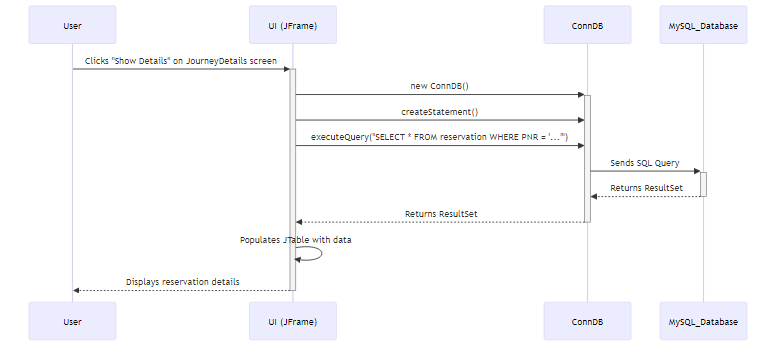 User
UI (JFrame)
ConnDB
MySQL_Database
Clicks "Show Details" on JourneyDetails screen
new ConnDB()
createStatement()
executeQuery("SELECT * FROM reservation WHERE PNR = '...'")
Sends SQL Query
Returns ResultSet
Returns ResultSet
Populates JTable with data
Displays reservation details
User
UI (JFrame)
ConnDB
MySQL_Database